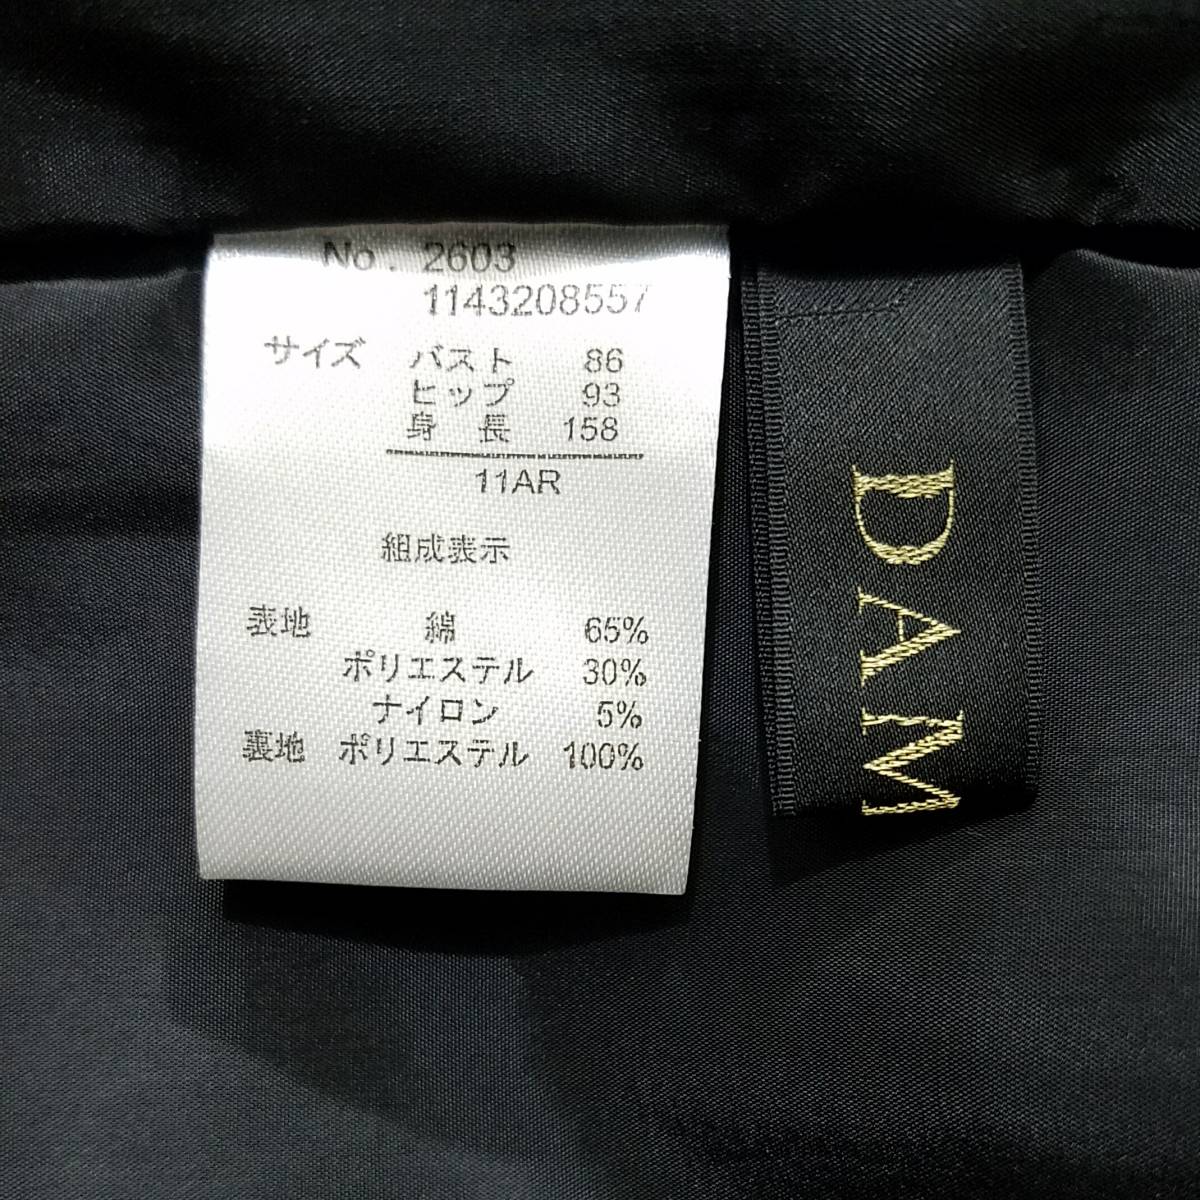 No. 2603
1143208557
サイズ バスト 86
ヒップ 93
身長 158
11AR
組成表示
表地 綿 65%
ポリエステル 30%
ナイロン 5%
裏地 ポリエステル 100%
DAM